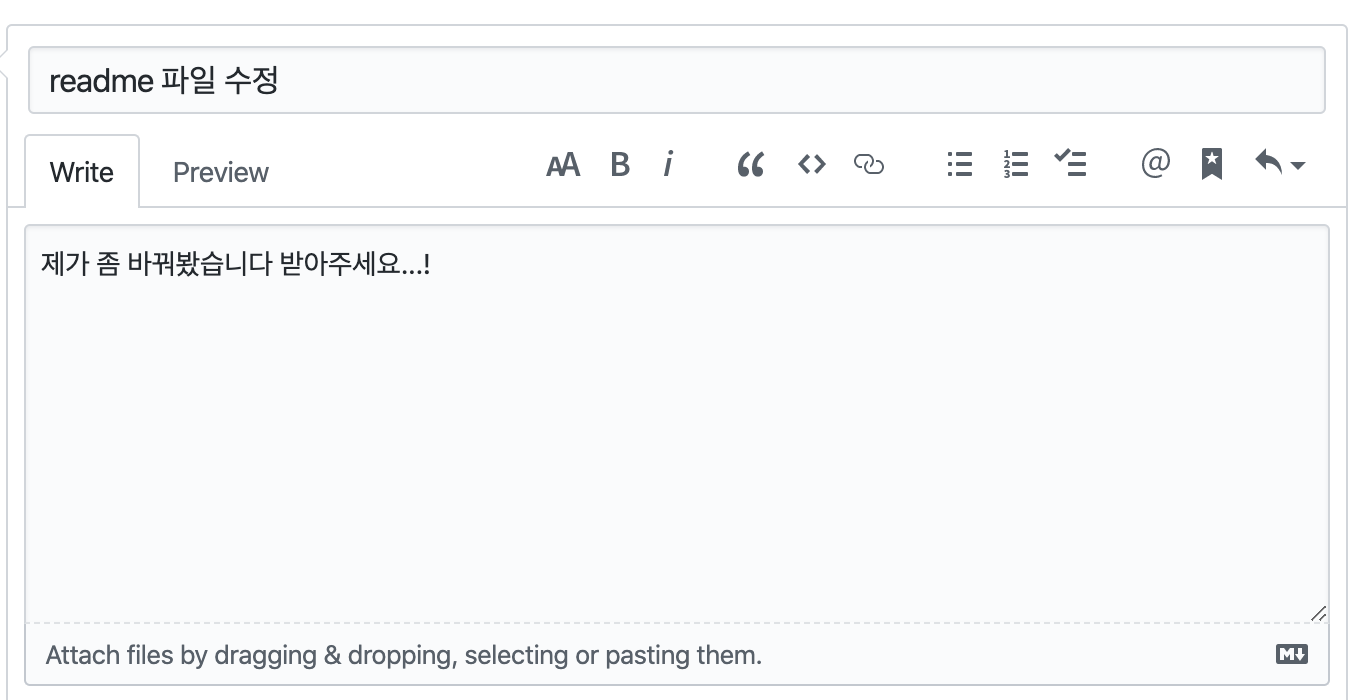 readme 파일 수정
Write Preview AA B i @
제가 좀 바꿔봤습니다 받아주세요...!
Attach files by dragging & dropping, selecting or pasting them. M↓